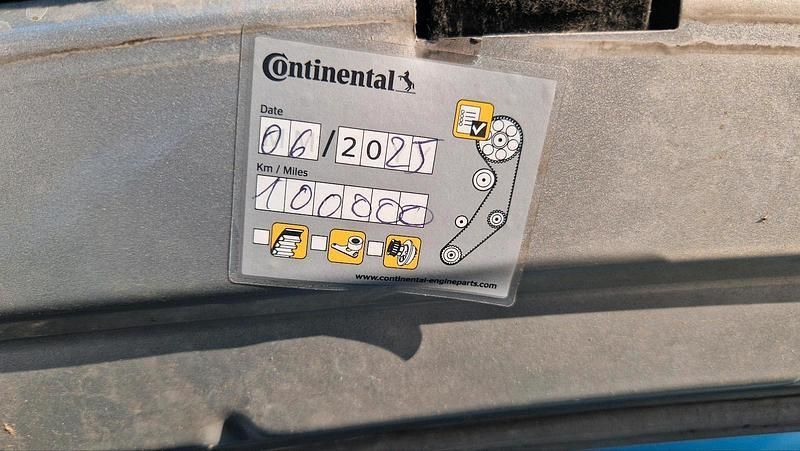 Continental
Date
06/2025
Km / Miles
100000
www.continental-engineparts.com